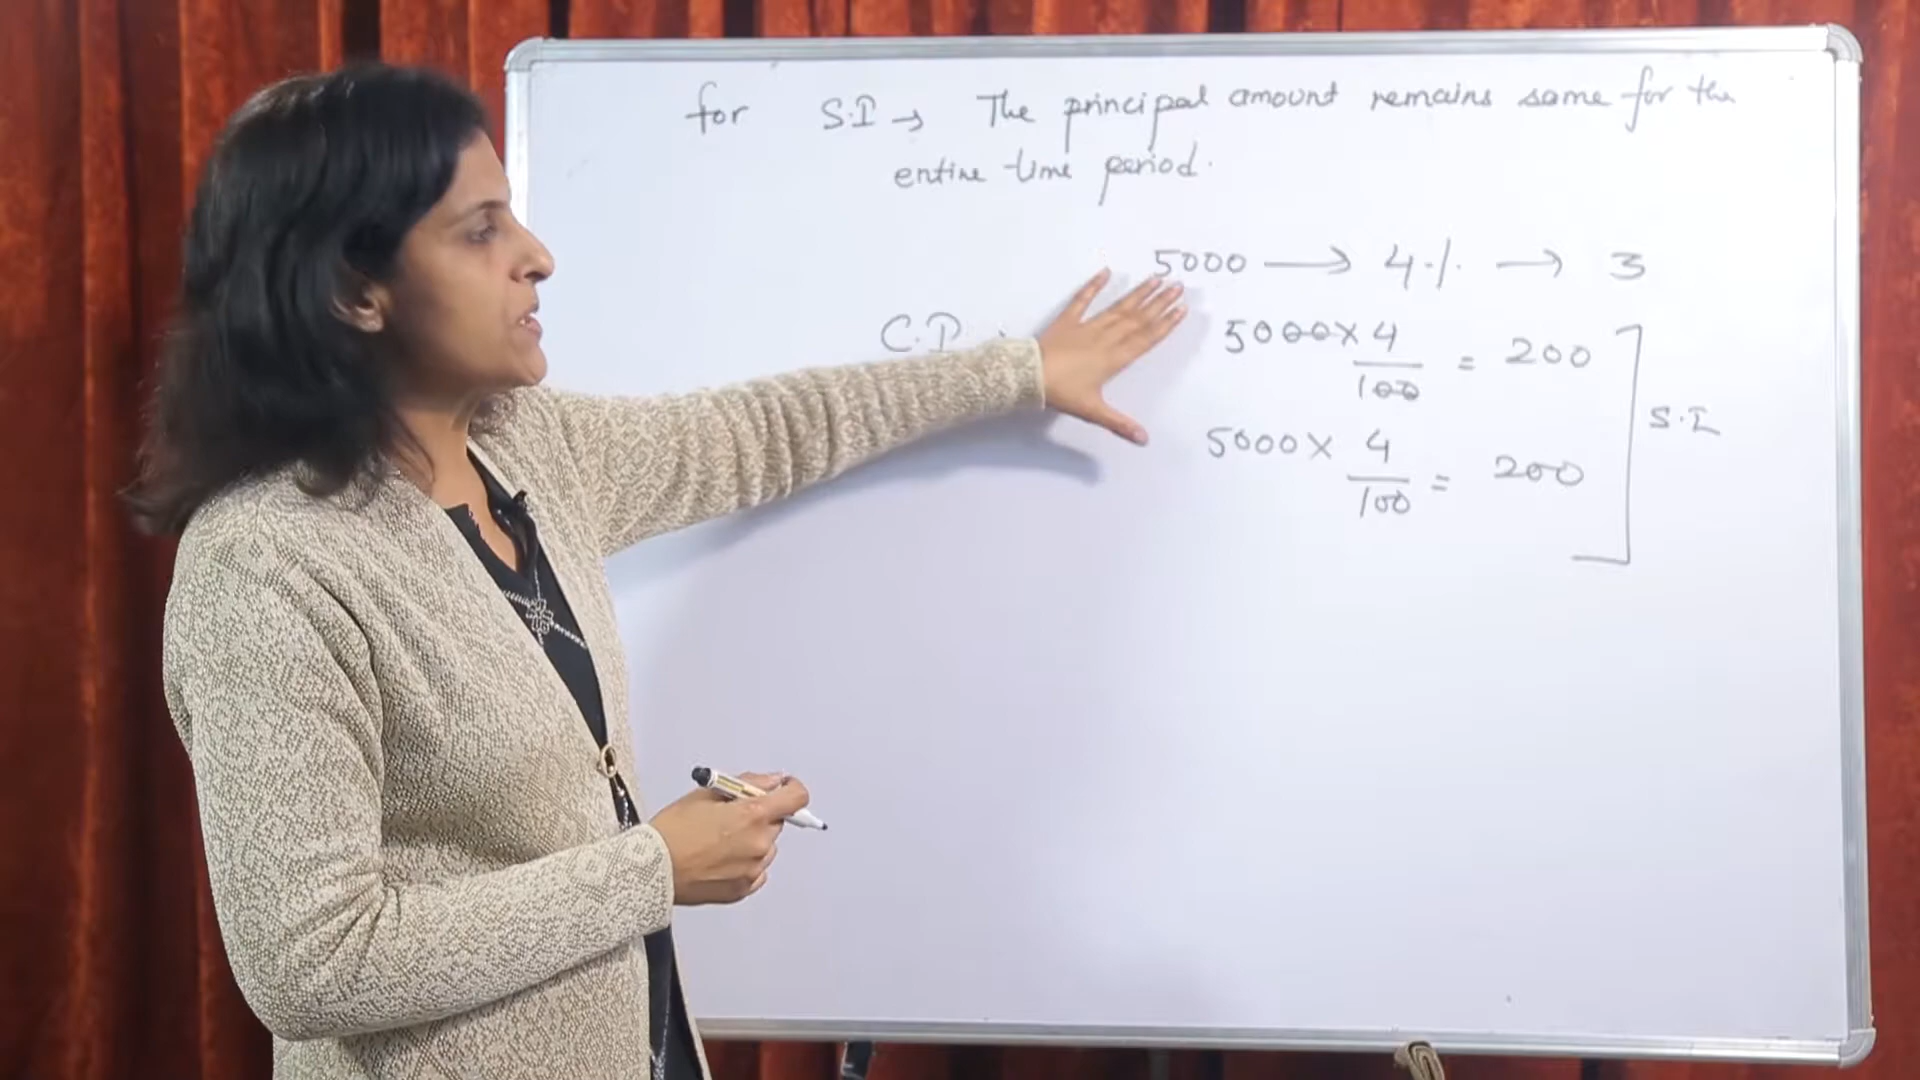 for S.I → The principal amount remains same for the
entire time period.
5000 → 4% → 3
C.I
5000 × 4/100 = 200
S.I
5000 × 4/100 = 200